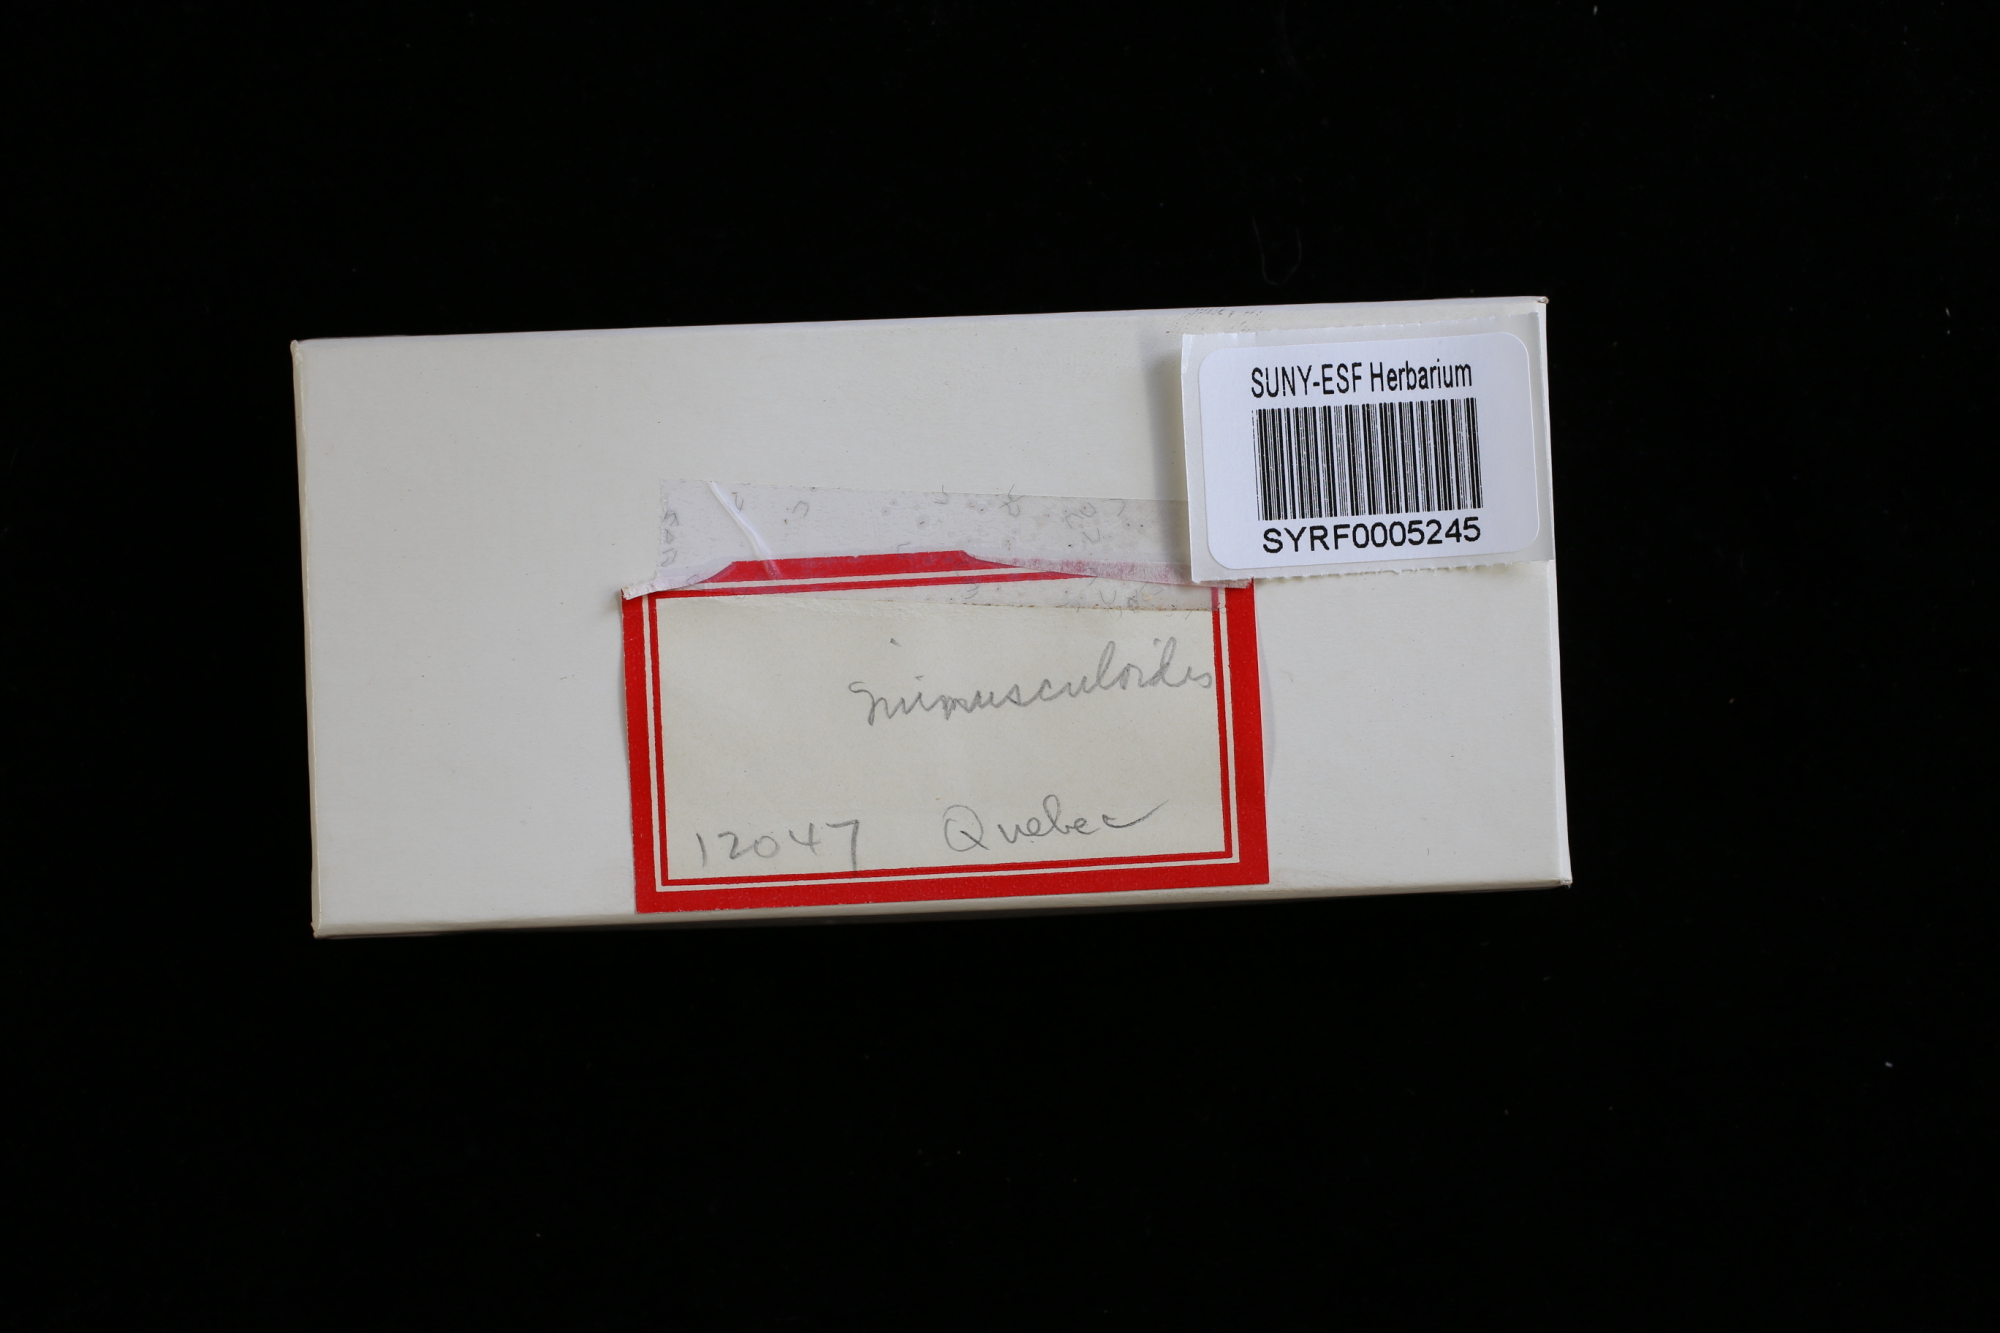 SUNY-ESF Herbarium
SYRF0005245
minusculoides
12047 Quebec